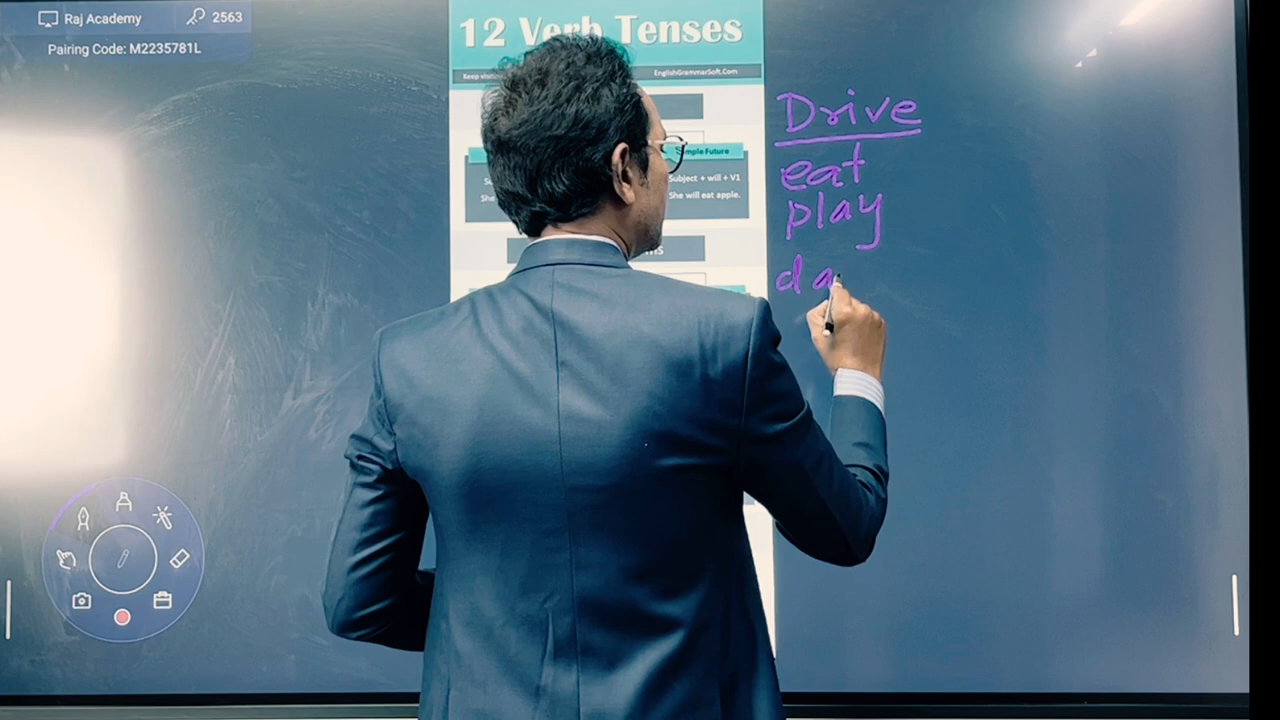 Raj Academy 2563
Pairing Code: M2235781L
12 Verb Tenses
EnglishGrammarSoft.Com
Future
Subject + will + V1
She will eat apple.
She
Drive
eat
play
da